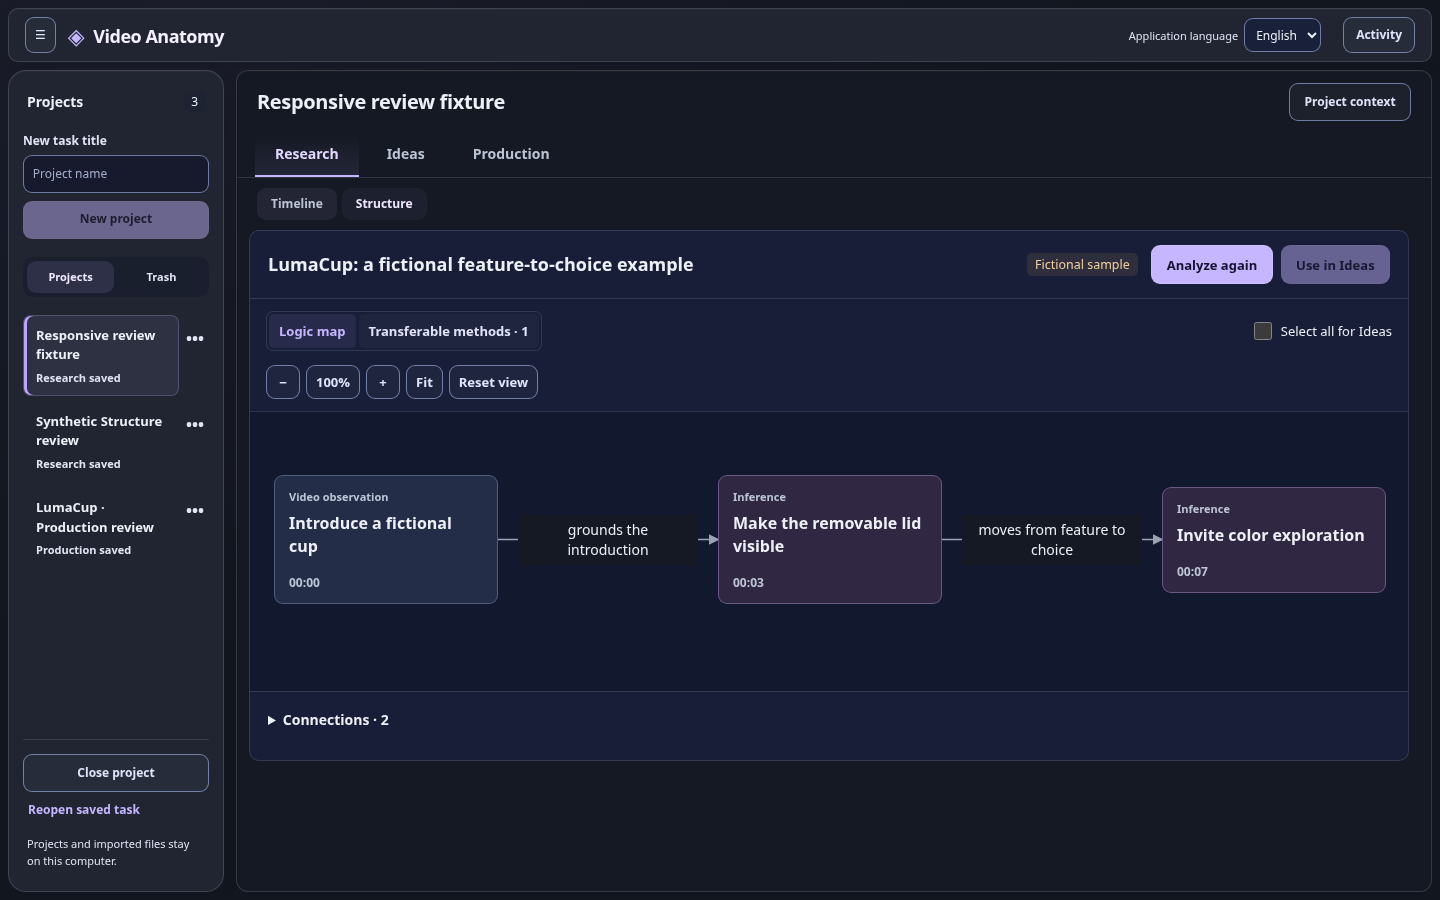 ☰
◈ Video Anatomy
Application language
English
Activity
Projects
3
New task title
Project name
New project
Projects
Trash
Responsive review
fixture
Research saved
•••
Synthetic Structure
review
Research saved
•••
LumaCup ·
Production review
Production saved
•••
Close project
Reopen saved task
Projects and imported files stay
on this computer.
Responsive review fixture
Project context
Research
Ideas
Production
Timeline
Structure
LumaCup: a fictional feature-to-choice example
Fictional sample
Analyze again
Use in Ideas
Logic map
Transferable methods · 1
Select all for Ideas
−
100%
+
Fit
Reset view
Video observation
Introduce a fictional
cup
00:00
grounds the
introduction
Inference
Make the removable lid
visible
00:03
moves from feature to
choice
Inference
Invite color exploration
00:07
▶ Connections · 2